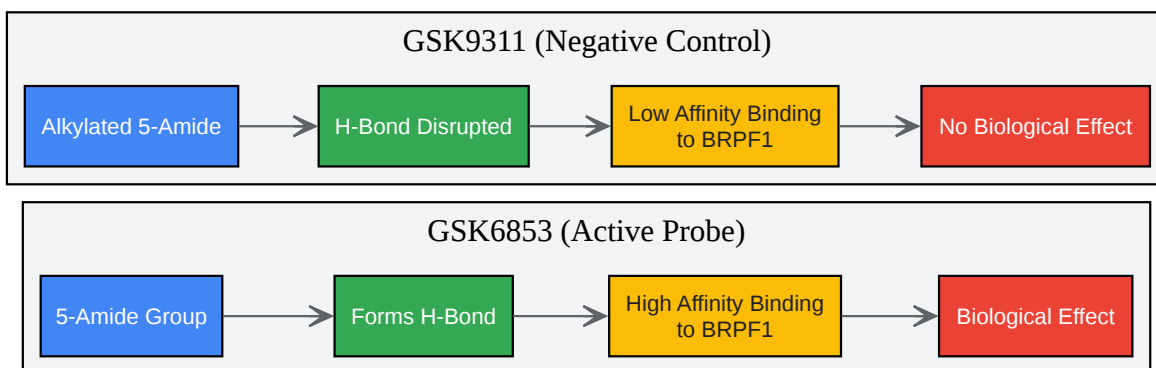 GSK9311 (Negative Control)
Alkylated 5-Amide
H-Bond Disrupted
Low Affinity Binding
to BRPF1
No Biological Effect
GSK6853 (Active Probe)
5-Amide Group
Forms H-Bond
High Affinity Binding
to BRPF1
Biological Effect